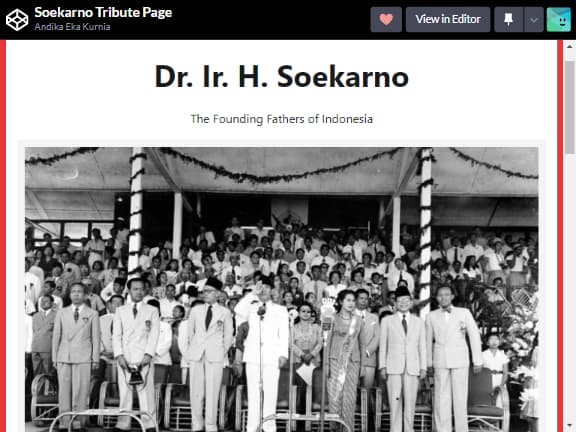 Soekarno Tribute Page
Andika Eka Kurnia
View in Editor
Dr. Ir. H. Soekarno
The Founding Fathers of Indonesia